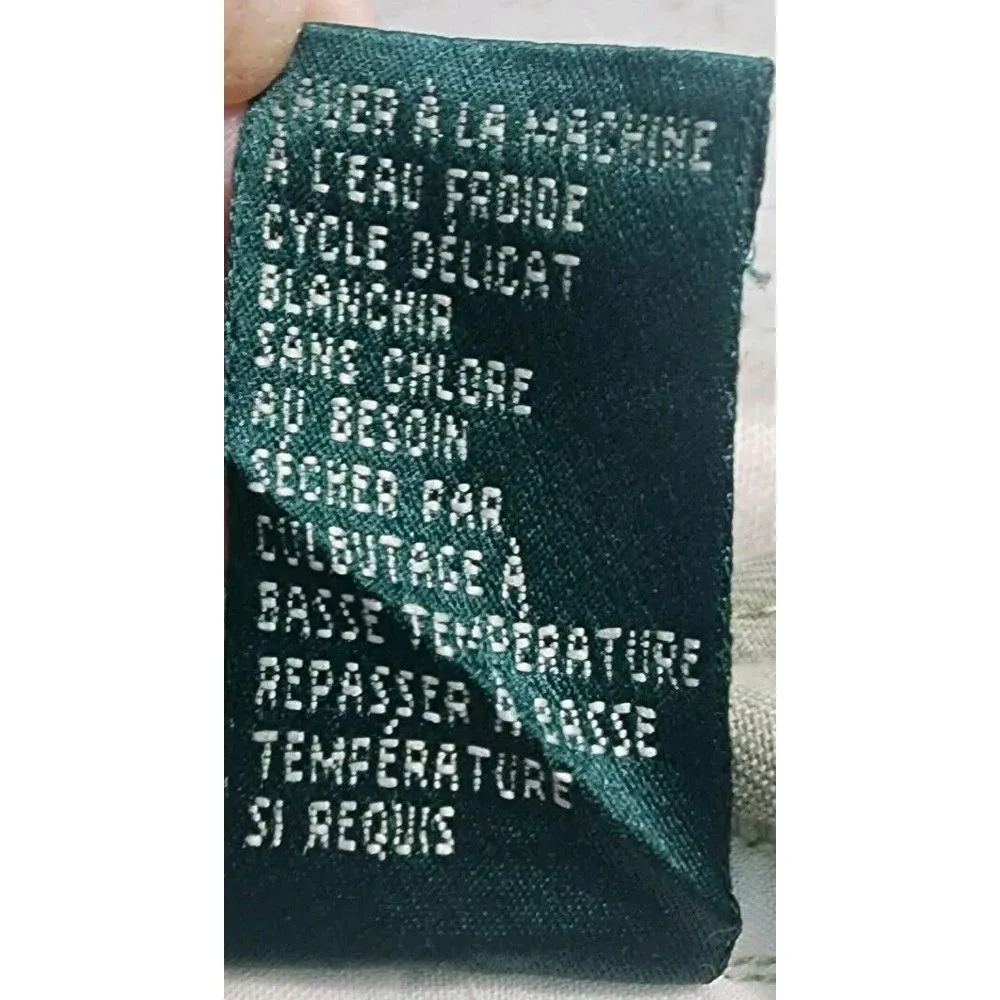 LAVER À LA MACHINE
À L'EAU FROIDE
CYCLE DÉLICAT
BLANCHIR
SANS CHLORE
AU BESOIN
SÉCHER PAR
CULBUTAGE À
BASSE TEMPÉRATURE
REPASSER À BASSE
TEMPÉRATURE
SI REQUIS